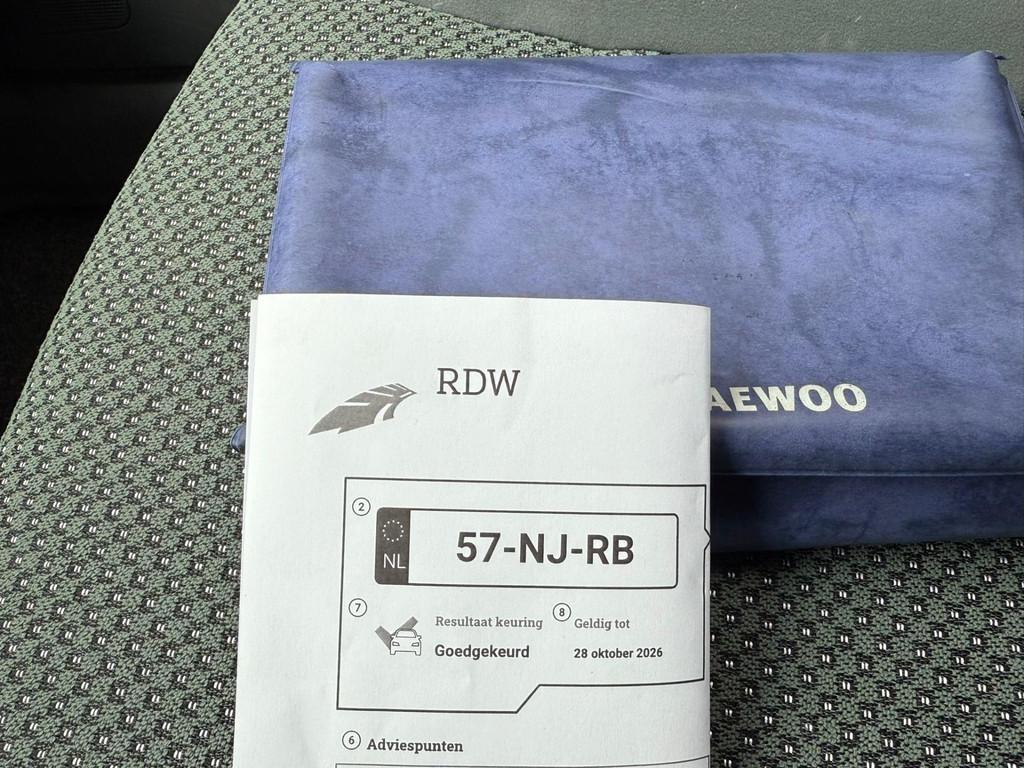 RDW
AEWOO
2
NL 57-NJ-RB
7 Resultaat keuring 8 Geldig tot
Goedgekeurd 28 oktober 2026
6 Adviespunten